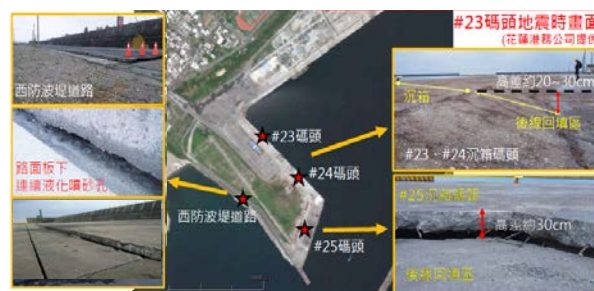 #23碼頭地震時畫面
(花蓮港務公司提供
西防波堤道路
路面板下
連續液化噴砂孔
#23碼頭
#24碼頭
西防波堤道路
#25碼頭
高差約20~30cm
沉箱
後線回填區
#23、#24沉箱碼頭
#25沉箱碼頭
高差約30cm
後線回填區